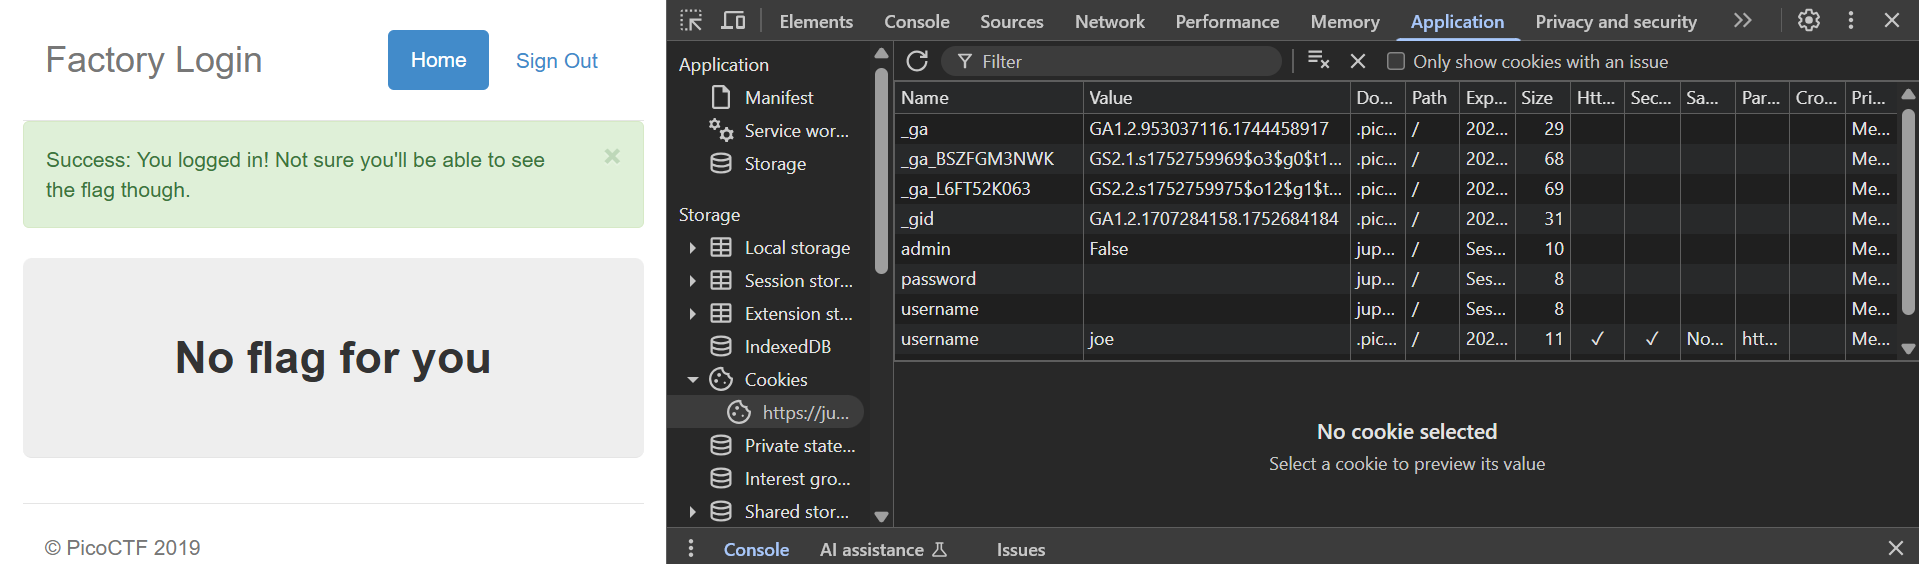 Factory Login
Home
Sign Out
Success: You logged in! Not sure you'll be able to see
the flag though.
×
No flag for you
© PicoCTF 2019
Elements Console Sources Network Performance Memory Application Privacy and security
Application
Manifest
Service wor...
Storage
Storage
Local storage
Session stor...
Extension st...
IndexedDB
Cookies
https://ju...
Private state...
Interest gro...
Shared stor...
Filter
Only show cookies with an issue
Name Value Do... Path Exp... Size Htt... Sec... Sa... Par... Cro... Pri...
_ga GA1.2.953037116.1744458917 .pic... / 202... 29 Me...
_ga_BSZFGM3NWK GS2.1.s1752759969$o3$g0$t1... .pic... / 202... 68 Me...
_ga_L6FT52K063 GS2.2.s1752759975$o12$g1$t... .pic... / 202... 69 Me...
_gid GA1.2.1707284158.1752684184 .pic... / 202... 31 Me...
admin False jup... / Ses... 10 Me...
password jup... / Ses... 8 Me...
username jup... / Ses... 8 Me...
username joe .pic... / 202... 11 ✓ ✓ No... htt... Me...
No cookie selected
Select a cookie to preview its value
Console AI assistance Issues